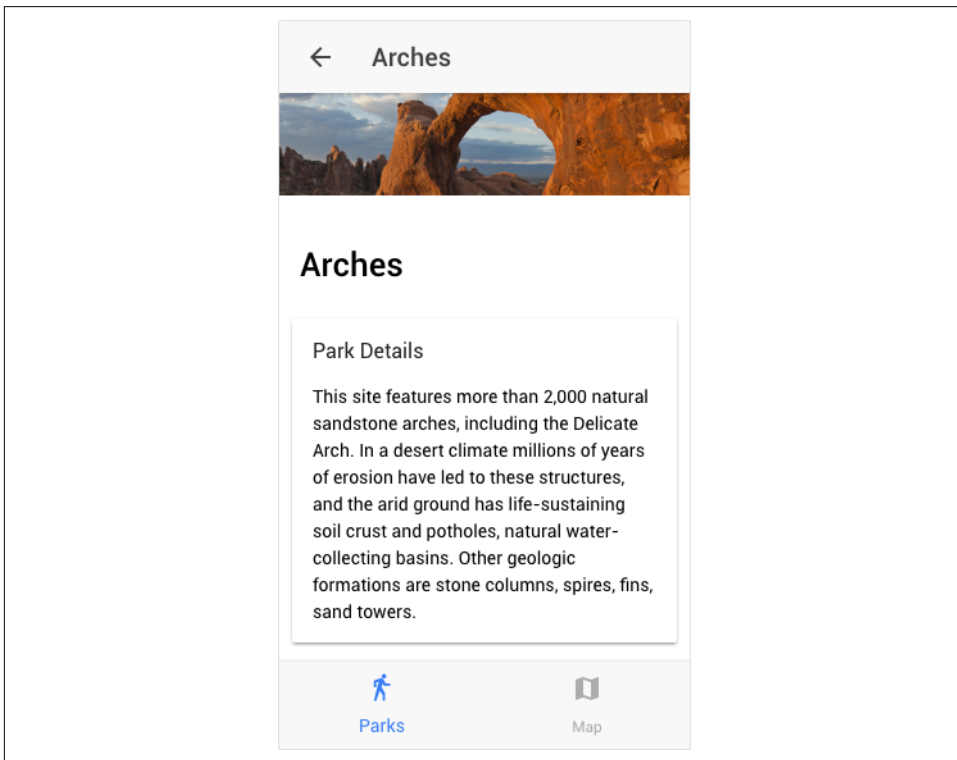 Arches
Arches
Park Details
This site features more than 2,000 natural
sandstone arches, including the Delicate
Arch. In a desert climate millions of years
of erosion have led to these structures,
and the arid ground has life-sustaining
soil crust and potholes, natural water-
collecting basins. Other geologic
formations are stone columns, spires, fins,
sand towers.
Parks
Map